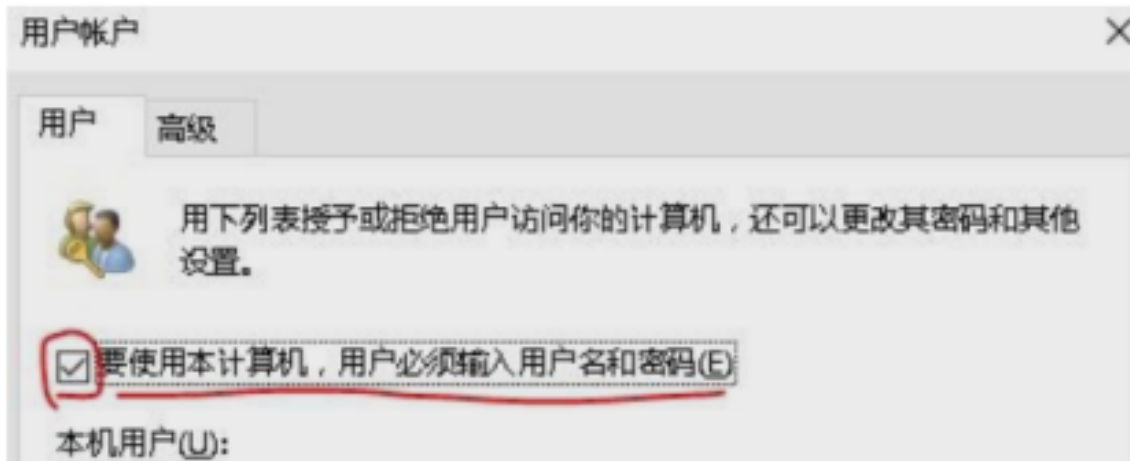 用户帐户
用户
高级
用下列表授予或拒绝用户访问你的计算机，还可以更改其密码和其他
设置。
要使用本计算机，用户必须输入用户名和密码(E)
本机用户(U):